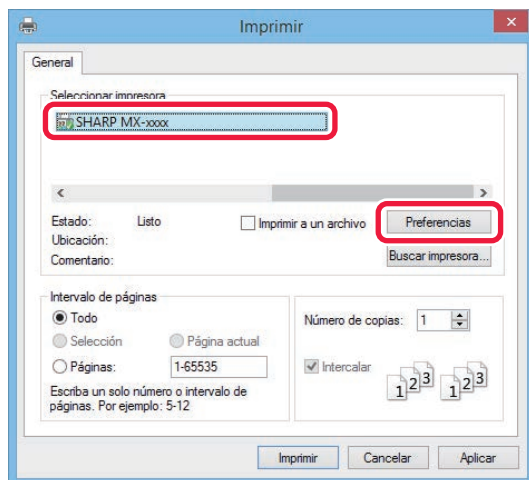 Imprimir
General
Seleccionar impresora
SHARP MX-xxxx
Estado: Listo
Imprimir a un archivo
Preferencias
Ubicación:
Comentario:
Buscar impresora...
Intervalo de páginas
Todo
Selección
Página actual
Páginas:
1-65535
Escriba un solo número o intervalo de
páginas. Por ejemplo: 5-12
Número de copias: 1
Intercalar
1 2 3 1 2 3
Imprimir Cancelar Aplicar